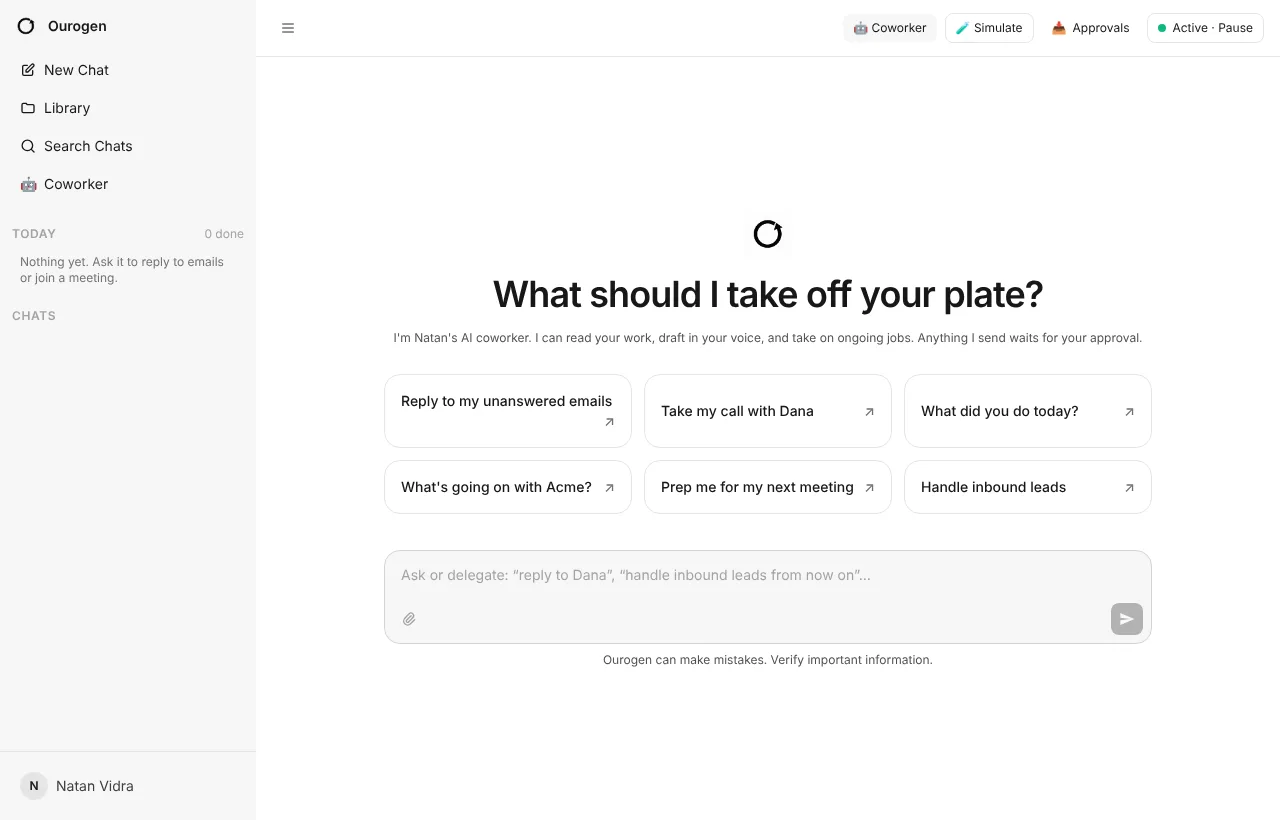 Ourogen
New Chat
Library
Search Chats
Coworker
TODAY
0 done
Nothing yet. Ask it to reply to emails
or join a meeting.
CHATS
N
Natan Vidra
Coworker
Simulate
Approvals
Active · Pause
What should I take off your plate?
I'm Natan's AI coworker. I can read your work, draft in your voice, and take on ongoing jobs. Anything I send waits for your approval.
Reply to my unanswered emails
Take my call with Dana
What did you do today?
What's going on with Acme?
Prep me for my next meeting
Handle inbound leads
Ask or delegate: “reply to Dana”, “handle inbound leads from now on”...
Ourogen can make mistakes. Verify important information.